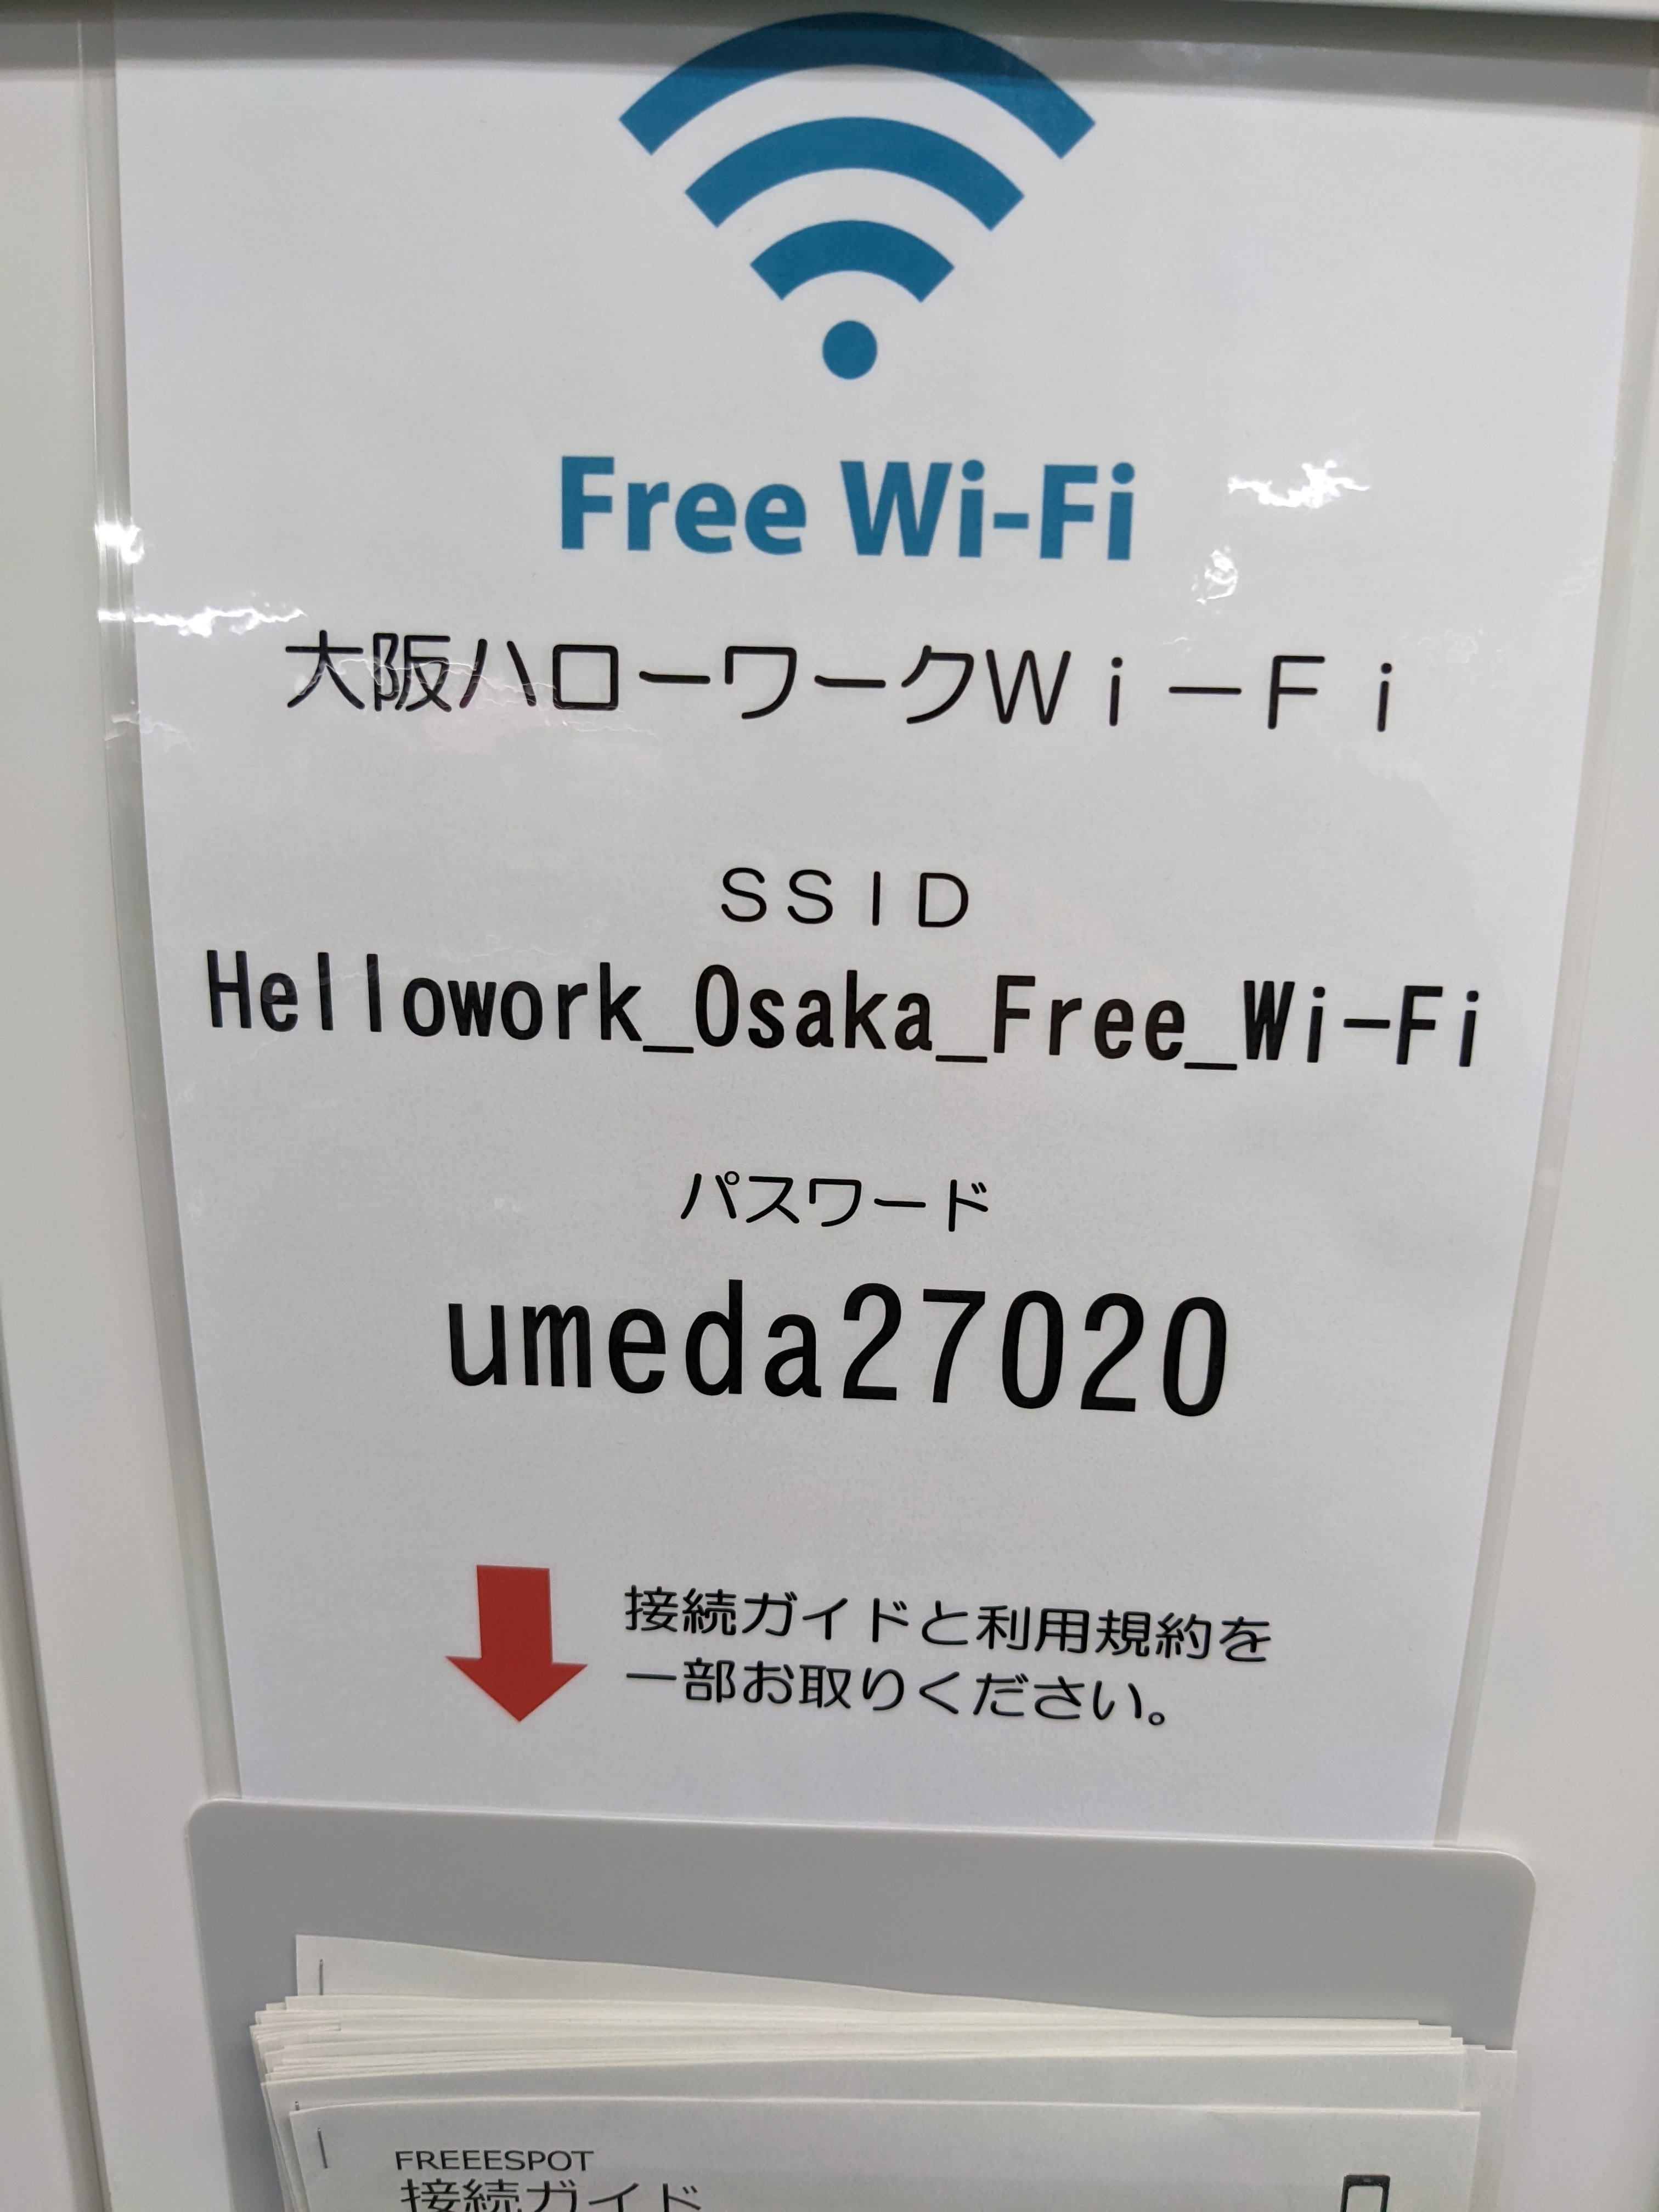 Free Wi-Fi
大阪ハローワークＷｉ－Ｆｉ
ＳＳＩＤ
Hellowork_Osaka_Free_Wi-Fi
パスワード
umeda27020
接続ガイドと利用規約を
一部お取りください。
FREEESPOT
接続ガイド